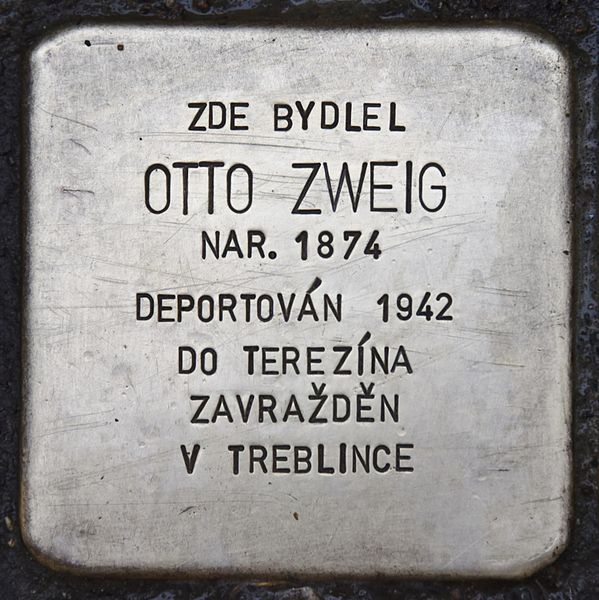 ZDE BYDLEL
OTTO ZWEIG
NAR. 1874
DEPORTOVÁN 1942
DO TEREZÍNA
ZAVRAŽDĚN
V TREBLINCE